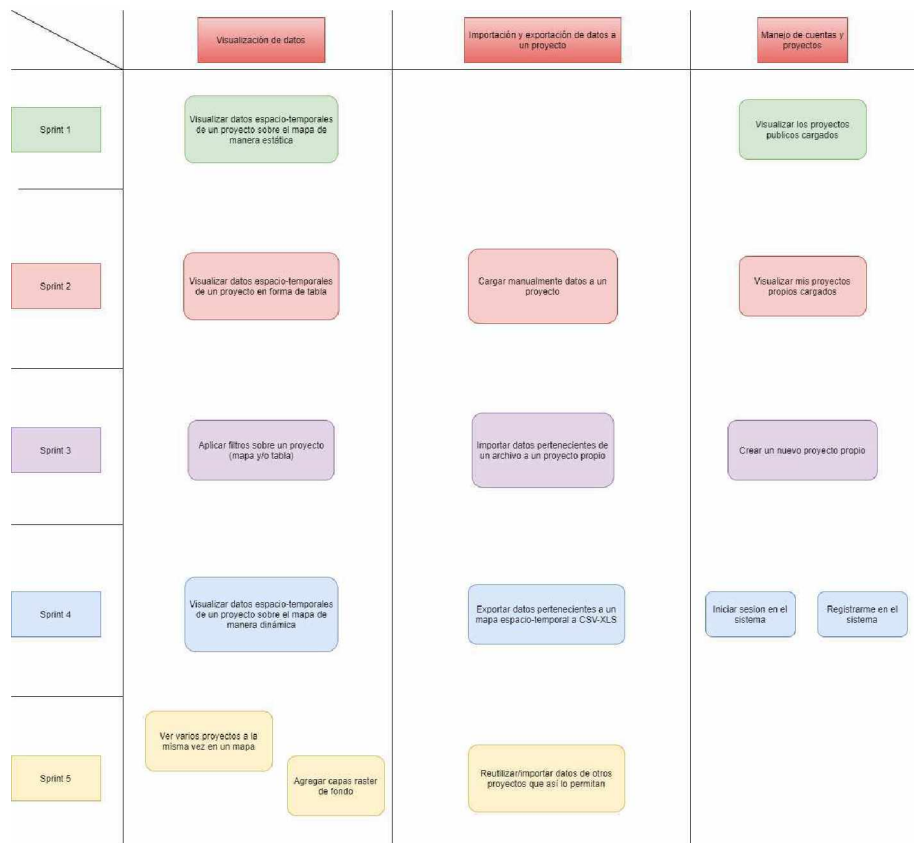 Visualización de datos
Importación y exportación de datos a
un proyecto
Manejo de cuentas y
proyectos
Sprint 1
Visualizar datos espacio-temporales
de un proyecto sobre el mapa de
manera estática
Visualizar los proyectos
publicos cargados
Sprint 2
Visualizar datos espacio-temporales
de un proyecto en forma de tabla
Cargar manualmente datos a un
proyecto
Visualizar mis proyectos
propios cargados
Sprint 3
Aplicar filtros sobre un proyecto
(mapa y/o tabla)
Importar datos pertenecientes de
un archivo a un proyecto propio
Crear un nuevo proyecto propio
Sprint 4
Visualizar datos espacio-temporales
de un proyecto sobre el mapa de
manera dinámica
Exportar datos pertenecientes a un
mapa espacio-temporal a CSV-XLS
Iniciar sesion en el
sistema
Registrarme en el
sistema
Sprint 5
Ver varios proyectos a la
misma vez en un mapa
Agregar capas raster
de fondo
Reutilizar/importar datos de otros
proyectos que así lo permitan